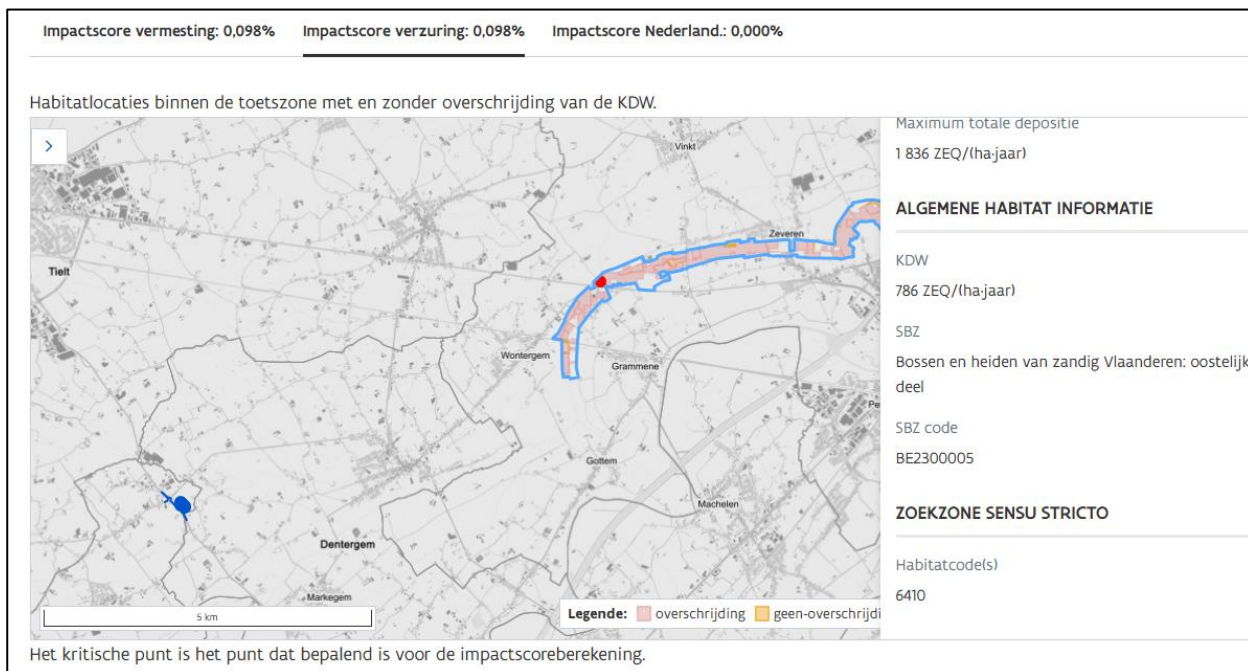 Impactscore vermesting: 0,098% Impactscore verzuring: 0,098% Impactscore Nederland.: 0,000%
Habitatlocaties binnen de toetszone met en zonder overschrijding van de KDW.
Vinkt
Zeveren
Tielt
Wontergem
Grammene
Pe
Gottem
Machelen
Dentergem
Markegem
5 km
Legende: overschrijding geen-overschrijdi
Maximum totale depositie
1 836 ZEQ/(ha·jaar)
ALGEMENE HABITAT INFORMATIE
KDW
786 ZEQ/(ha·jaar)
SBZ
Bossen en heiden van zandig Vlaanderen: oostelijk
deel
SBZ code
BE2300005
ZOEKZONE SENSU STRICTO
Habitatcode(s)
6410
Het kritische punt is het punt dat bepalend is voor de impactscoreberekening.